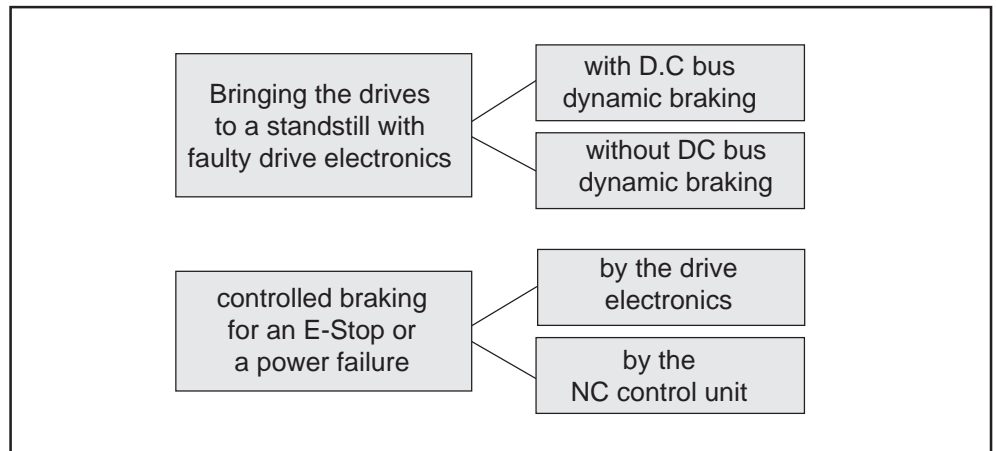 Bringing the drives
to a standstill with
faulty drive electronics
with D.C bus
dynamic braking
without DC bus
dynamic braking
controlled braking
for an E-Stop or
a power failure
by the drive
electronics
by the
NC control unit